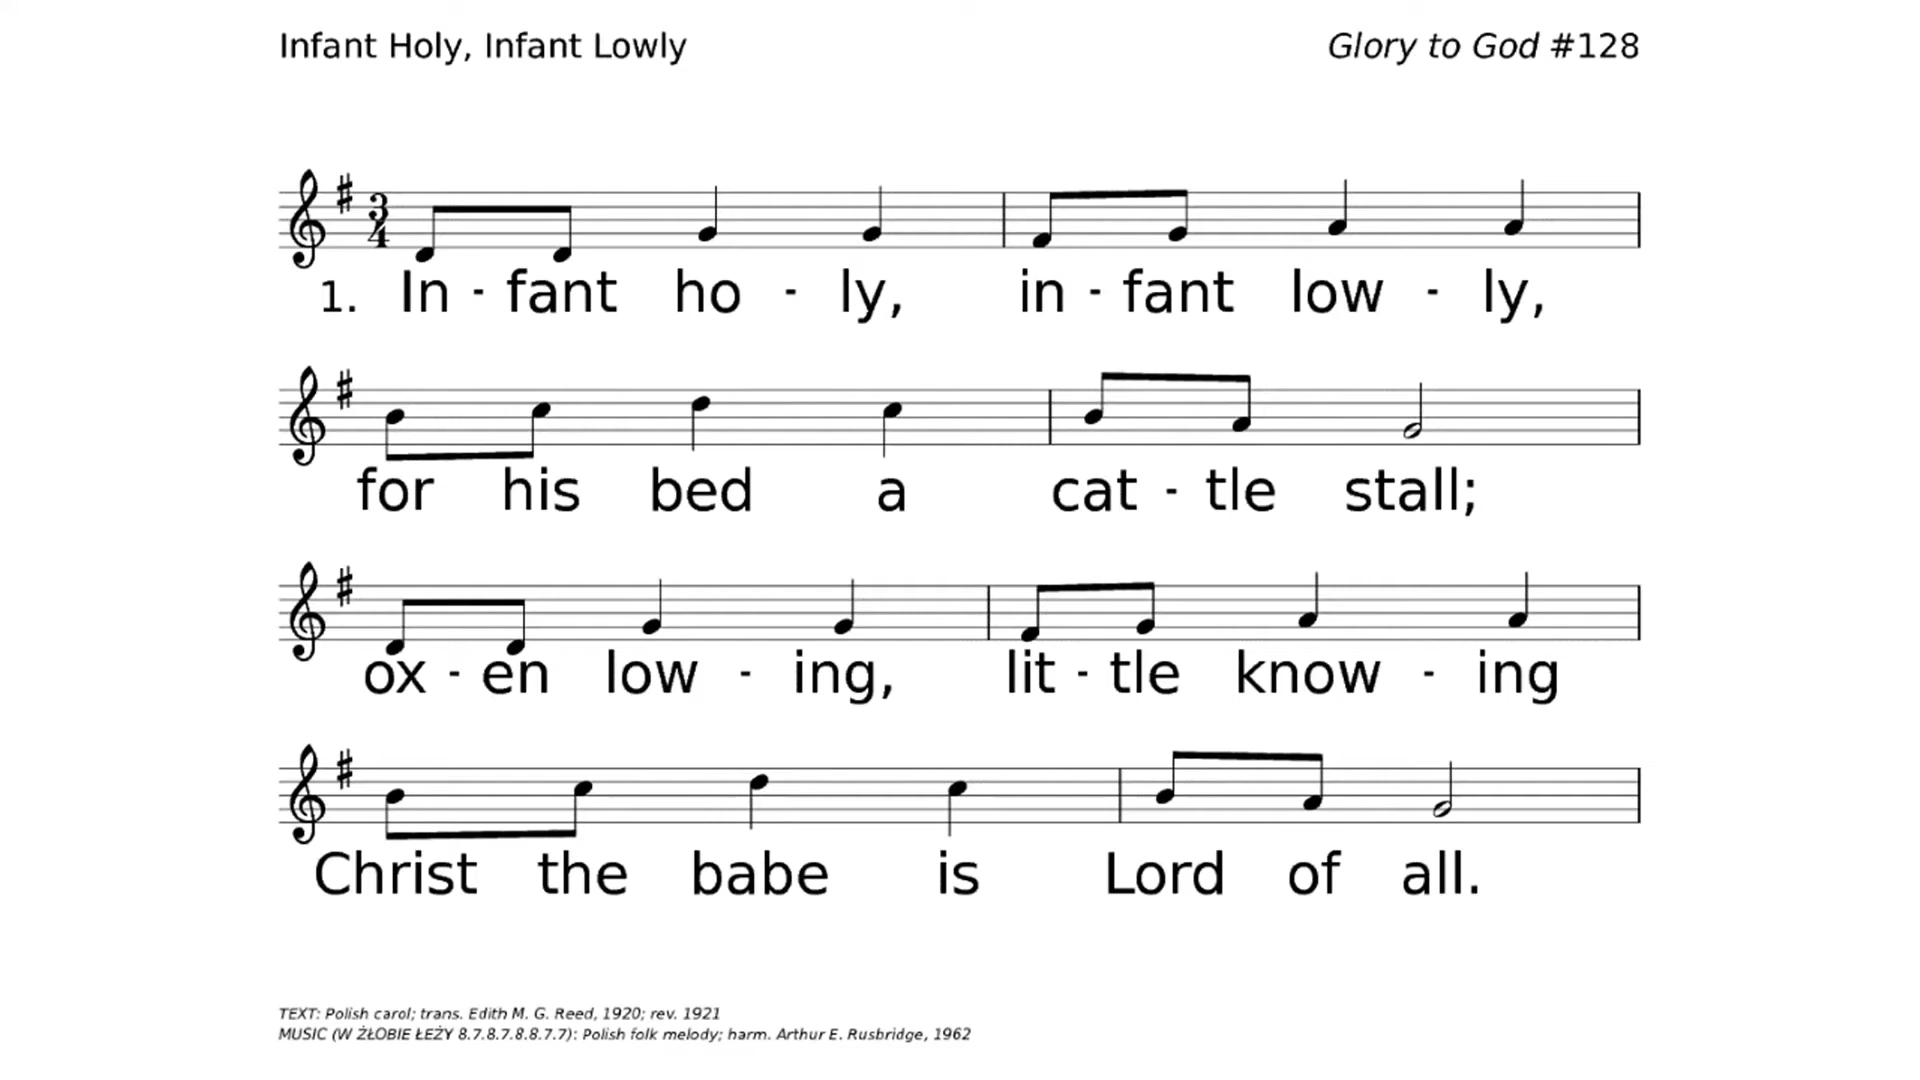 Infant Holy, Infant Lowly
Glory to God #128
3
4
1. In - fant ho - ly, in - fant low - ly,
for his bed a cat - tle stall;
ox - en low - ing, lit - tle know - ing
Christ the babe is Lord of all.
TEXT: Polish carol; trans. Edith M. G. Reed, 1920; rev. 1921
MUSIC (W ŻŁOBIE ŁEŻY 8.7.8.7.8.8.7.7): Polish folk melody; harm. Arthur E. Rusbridge, 1962